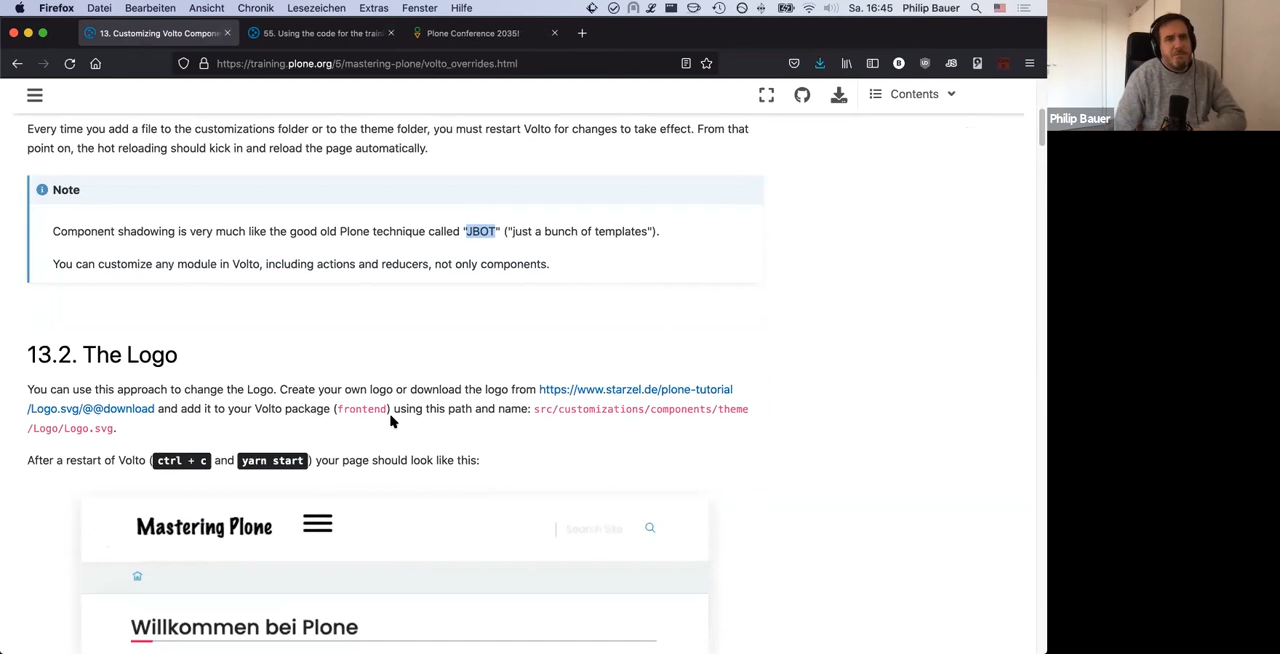 Firefox Datei Bearbeiten Ansicht Chronik Lesezeichen Extras Fenster Hilfe Sa. 16:45 Philip Bauer
13. Customizing Volto Compone 55. Using the code for the train Plone Conference 2035!
https://training.plone.org/5/mastering-plone/volto_overrides.html
Contents
Every time you add a file to the customizations folder or to the theme folder, you must restart Volto for changes to take effect. From that
point on, the hot reloading should kick in and reload the page automatically.
Note
Component shadowing is very much like the good old Plone technique called "JBOT" ("just a bunch of templates").
You can customize any module in Volto, including actions and reducers, not only components.
13.2. The Logo
You can use this approach to change the Logo. Create your own logo or download the logo from https://www.starzel.de/plone-tutorial
/Logo.svg/@@download and add it to your Volto package (frontend) using this path and name: src/customizations/components/theme
/Logo/Logo.svg.
After a restart of Volto (ctrl + c and yarn start) your page should look like this:
Mastering Plone
Search Site
Willkommen bei Plone
Philip Bauer